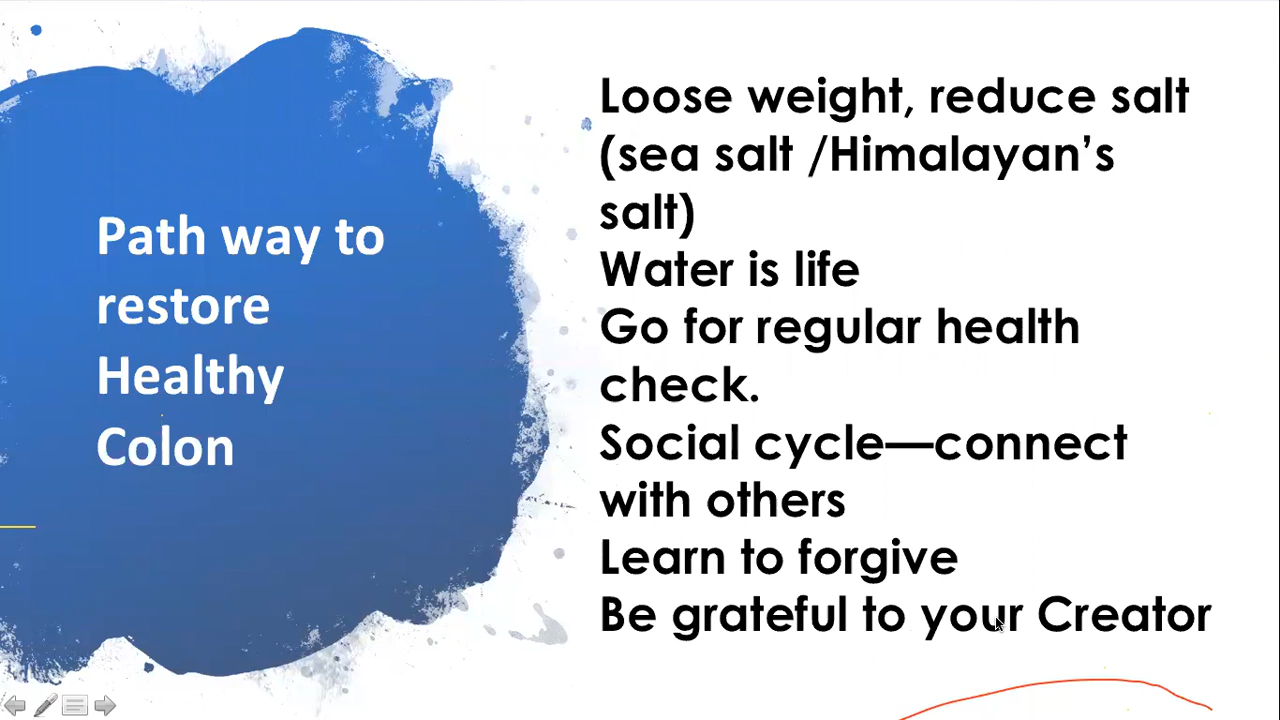 Path way to
restore
Healthy
Colon
Loose weight, reduce salt
(sea salt /Himalayan’s
salt)
Water is life
Go for regular health
check.
Social cycle—connect
with others
Learn to forgive
Be grateful to your Creator